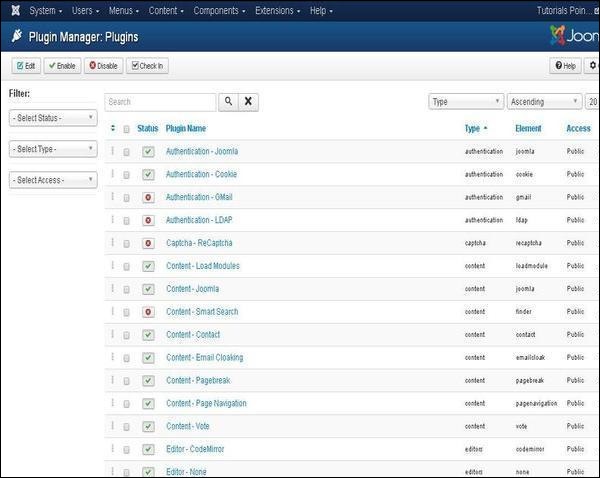 System Users Menus Content Components Extensions Help Tutorials Poin...
Plugin Manager: Plugins Joom
Edit Enable Disable Check In Help
Filter:
- Select Status -
- Select Type -
- Select Access -
Search Type Ascending 20
Status Plugin Name Type Element Access
Authentication - Joomla authentication joomla Public
Authentication - Cookie authentication cookie Public
Authentication - GMail authentication gmail Public
Authentication - LDAP authentication ldap Public
Captcha - ReCaptcha captcha recaptcha Public
Content - Load Modules content loadmodule Public
Content - Joomla content joomla Public
Content - Smart Search content finder Public
Content - Contact content contact Public
Content - Email Cloaking content emailcloak Public
Content - Pagebreak content pagebreak Public
Content - Page Navigation content pagenavigation Public
Content - Vote content vote Public
Editor - CodeMirror editors codemirror Public
Editor - None editors none Public